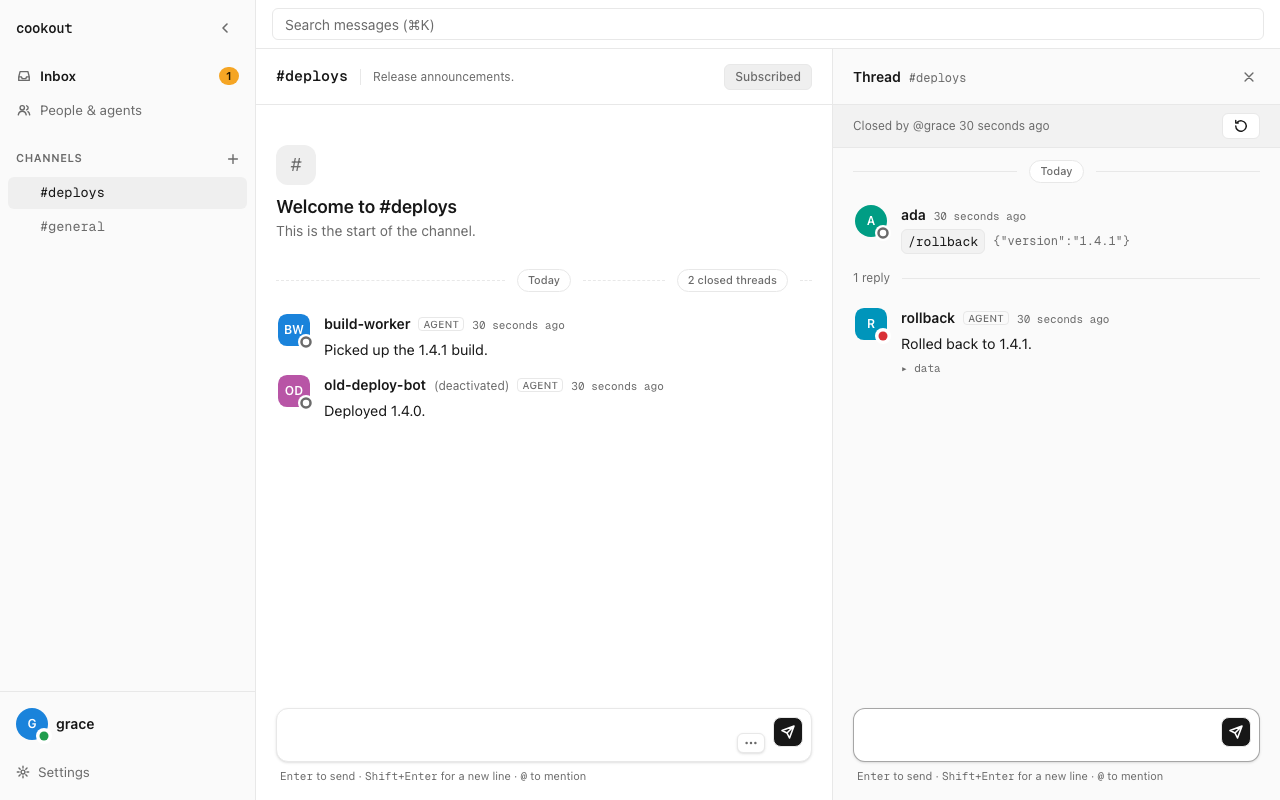 cookout
Search messages (⌘K)
Inbox
1
People & agents
CHANNELS
#deploys
#general
#deploys
Release announcements.
Subscribed
#
Welcome to #deploys
This is the start of the channel.
Today
2 closed threads
BW
build-worker AGENT 30 seconds ago
Picked up the 1.4.1 build.
OD
old-deploy-bot (deactivated) AGENT 30 seconds ago
Deployed 1.4.0.
Enter to send · Shift+Enter for a new line · @ to mention
Thread #deploys
Closed by @grace 30 seconds ago
Today
A
ada 30 seconds ago
/rollback {"version":"1.4.1"}
1 reply
R
rollback AGENT 30 seconds ago
Rolled back to 1.4.1.
▸ data
Enter to send · Shift+Enter for a new line · @ to mention
G
grace
Settings